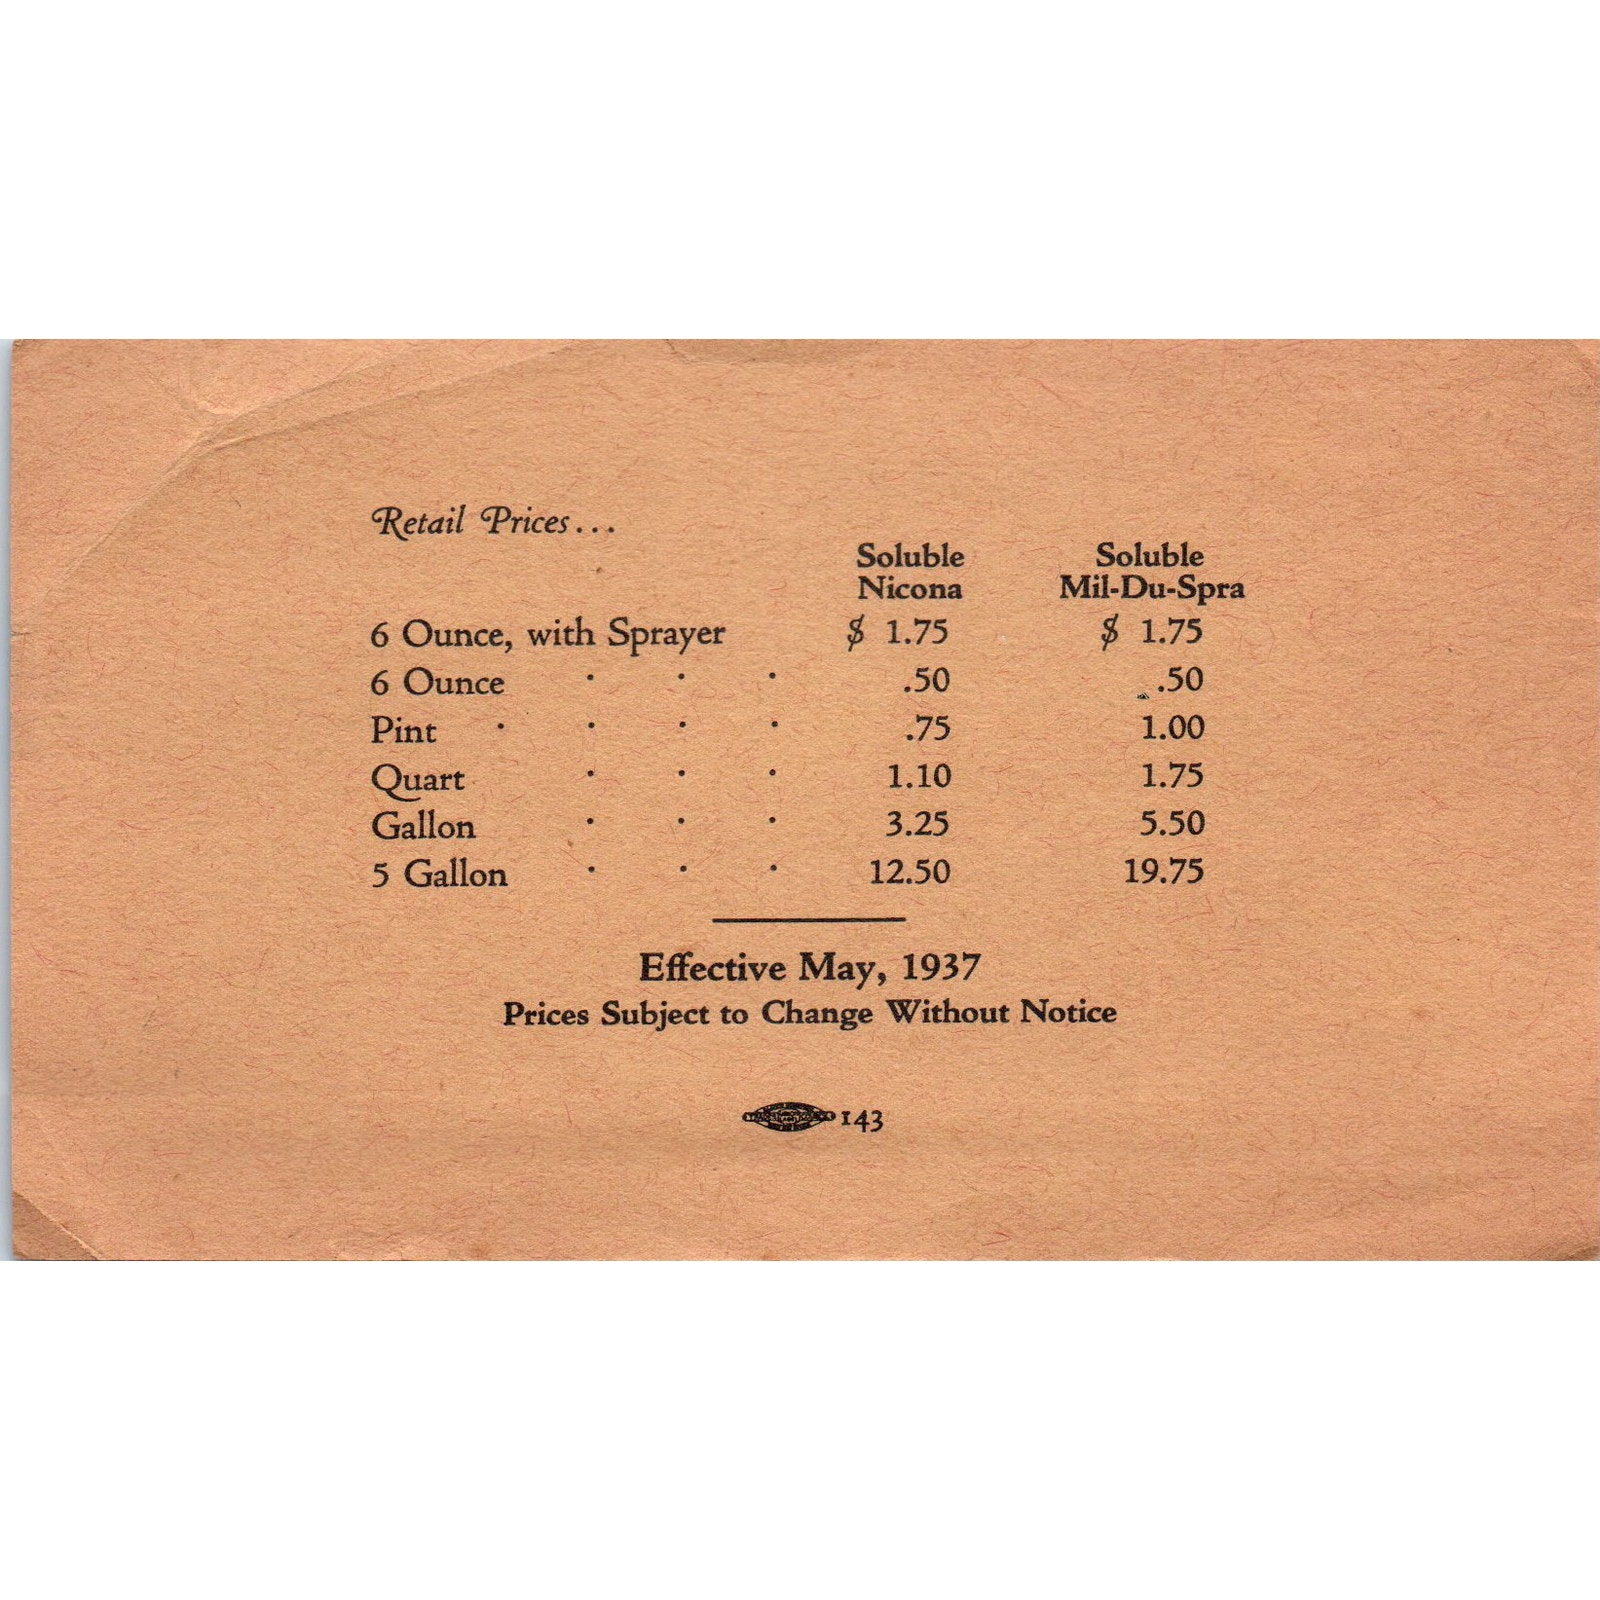 Retail Prices...
Soluble Nicona Soluble Mil-Du-Spra
6 Ounce, with Sprayer $ 1.75 $ 1.75
6 Ounce . . . .50 .50
Pint . . . . .75 1.00
Quart . . . 1.10 1.75
Gallon . . . 3.25 5.50
5 Gallon . . . 12.50 19.75
Effective May, 1937
Prices Subject to Change Without Notice
143